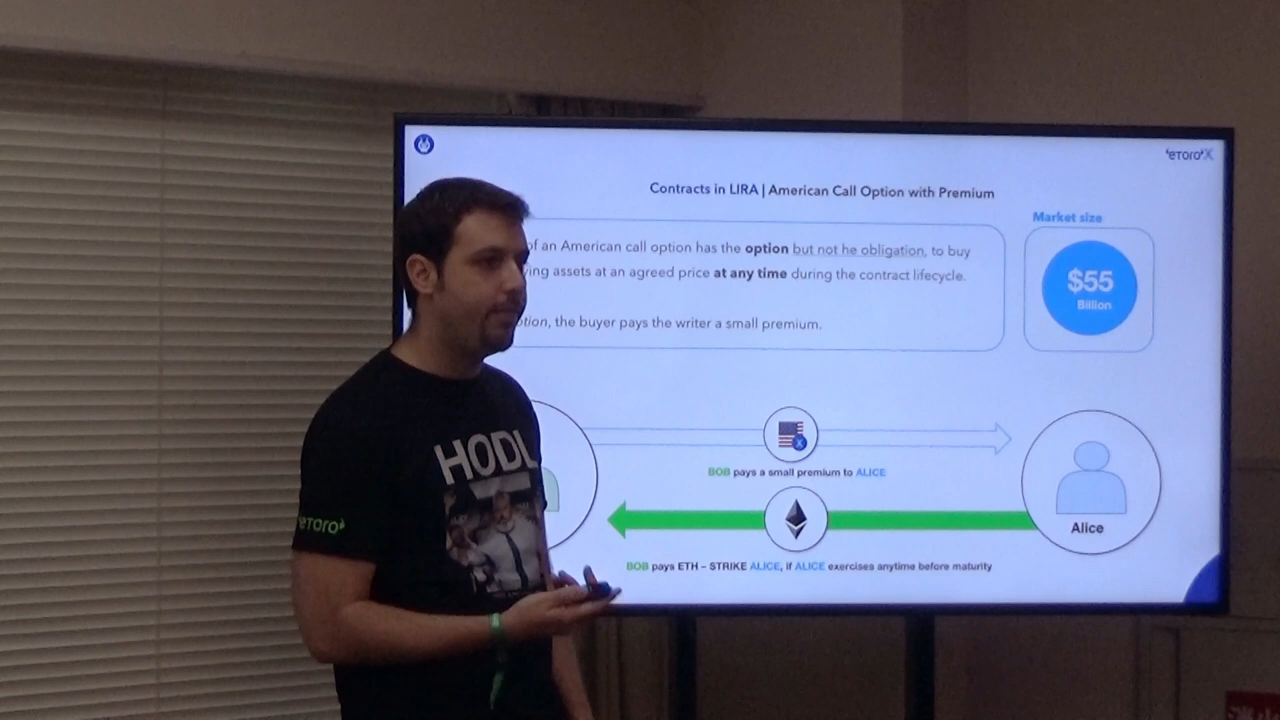 eToro X
Contracts in LIRA | American Call Option with Premium
Market size
of an American call option has the option but not he obligation, to buy
ing assets at an agreed price at any time during the contract lifecycle.
tion, the buyer pays the writer a small premium.
$55
Billion
HODL
BOB pays a small premium to ALICE
eTORO
Alice
BOB pays ETH – STRIKE ALICE, if ALICE exercises anytime before maturity